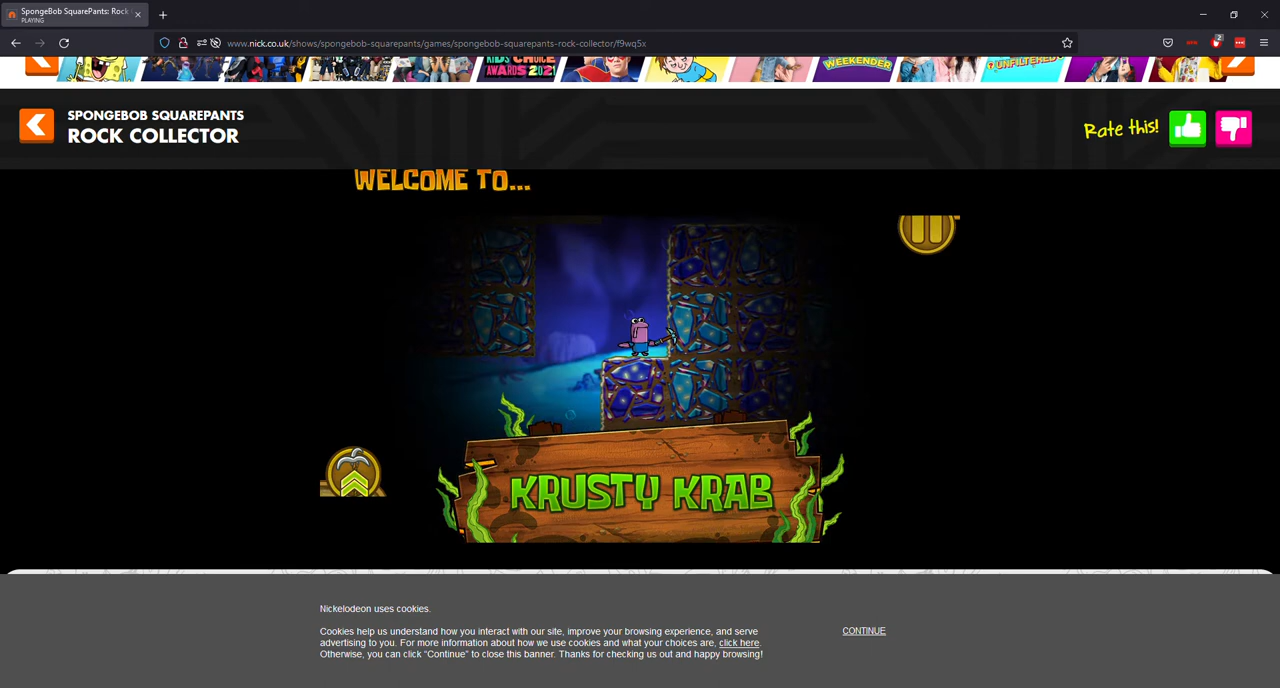 SpongeBob SquarePants: Rock
PLAYING
2
www.nick.co.uk/shows/spongebob-squarepants/games/spongebob-squarepants-rock-collector/f9wq5x
KIDS CHOICE
AWARDS 2021
WEEKENDER
UNFILTERED
SPONGEBOB SQUAREPANTS
ROCK COLLECTOR
Rate this!
WELCOME TO...
KRUSTY KRAB
Nickelodeon uses cookies.
Cookies help us understand how you interact with our site, improve your browsing experience, and serve
advertising to you. For more information about how we use cookies and what your choices are, click here.
Otherwise, you can click “Continue” to close this banner. Thanks for checking us out and happy browsing!
CONTINUE